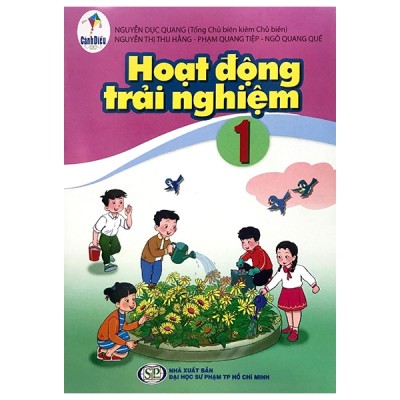 Cánh Diều
NGUYỄN DỤC QUANG (Tổng Chủ biên kiêm Chủ biên)
NGUYỄN THỊ THU HẰNG - PHẠM QUANG TIỆP - NGÔ QUANG QUẾ
Hoạt động
trải nghiệm
1
SP
NHÀ XUẤT BẢN
ĐẠI HỌC SƯ PHẠM TP HỒ CHÍ MINH